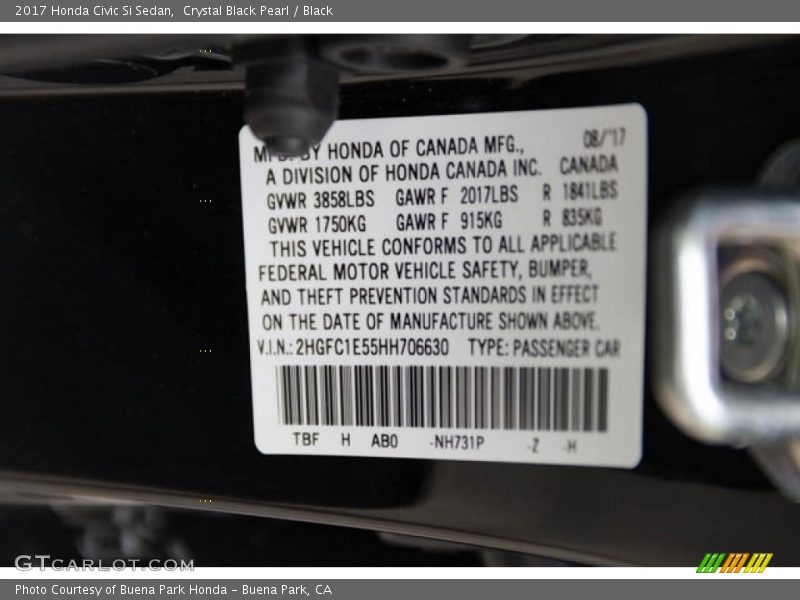 2017 Honda Civic Si Sedan,  Crystal Black Pearl / Black
MFD. BY HONDA OF CANADA MFG., 08/'17
A DIVISION OF HONDA CANADA INC. CANADA
GVWR 3858LBS GAWR F 2017LBS R 1841LBS
GVWR 1750KG GAWR F 915KG R 835KG
THIS VEHICLE CONFORMS TO ALL APPLICABLE
FEDERAL MOTOR VEHICLE SAFETY, BUMPER,
AND THEFT PREVENTION STANDARDS IN EFFECT
ON THE DATE OF MANUFACTURE SHOWN ABOVE.
V.I.N.: 2HGFC1E55HH706630 TYPE: PASSENGER CAR
TBF H AB0 -NH731P -Z -H
GTCARLOT.COM
Photo Courtesy of Buena Park Honda – Buena Park, CA